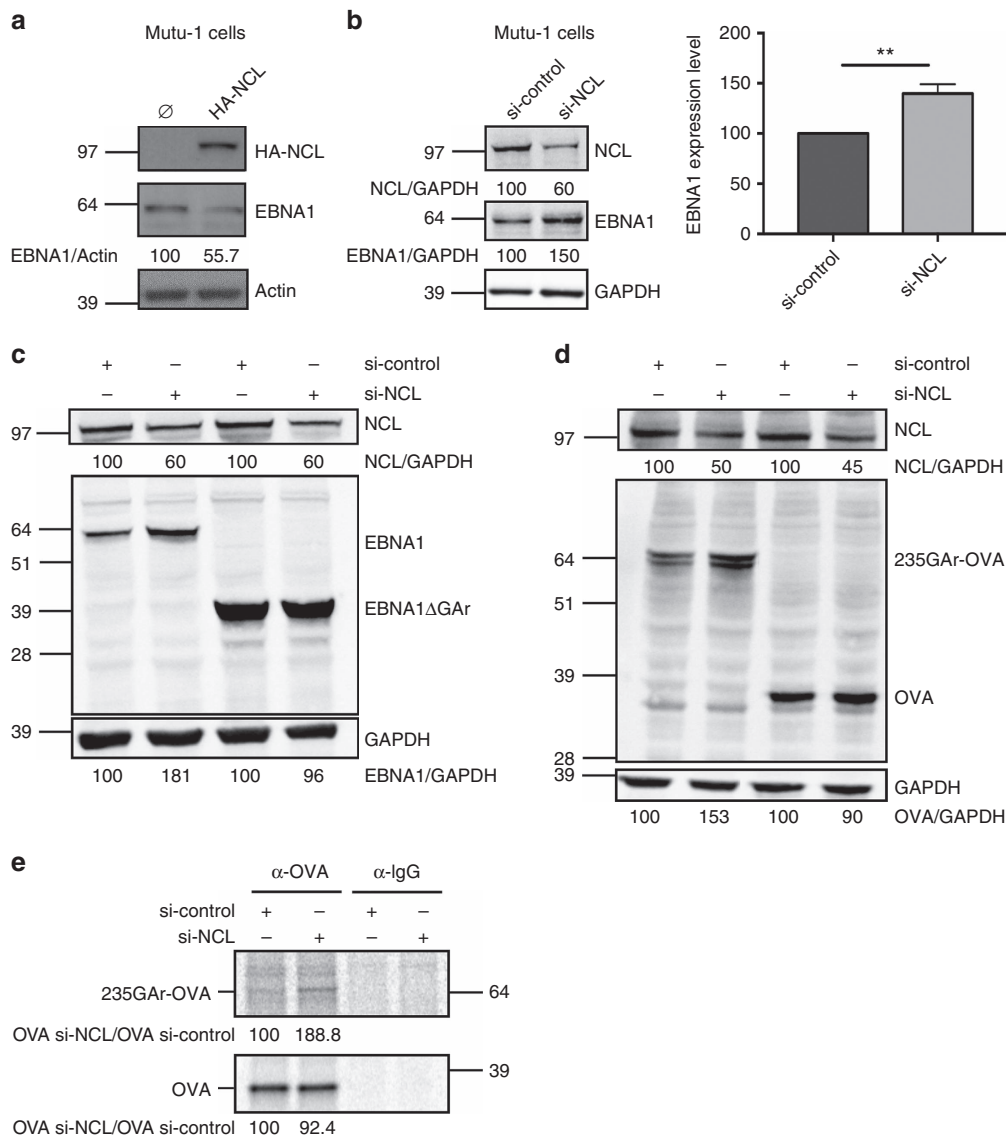 a
Mutu-1 cells
∅ HA-NCL
97 HA-NCL
64 EBNA1
EBNA1/Actin 100 55.7
39 Actin
b
Mutu-1 cells
si-control si-NCL
97 NCL
NCL/GAPDH 100 60
64 EBNA1
EBNA1/GAPDH 100 150
39 GAPDH
EBNA1 expression level
200
150
100
50
0
**
si-control si-NCL
c
+ – + – si-control
– + – + si-NCL
97 NCL
100 60 100 60 NCL/GAPDH
64 EBNA1
51
39 EBNA1ΔGAr
28
39 GAPDH
100 181 100 96 EBNA1/GAPDH
d
+ – + – si-control
– + – + si-NCL
97 NCL
100 50 100 45 NCL/GAPDH
64 235GAr-OVA
51
39
OVA
28
39 GAPDH
100 153 100 90 OVA/GAPDH
e
α-OVA α-IgG
si-control + – + –
si-NCL – + – +
235GAr-OVA 64
OVA si-NCL/OVA si-control 100 188.8
39
OVA
OVA si-NCL/OVA si-control 100 92.4